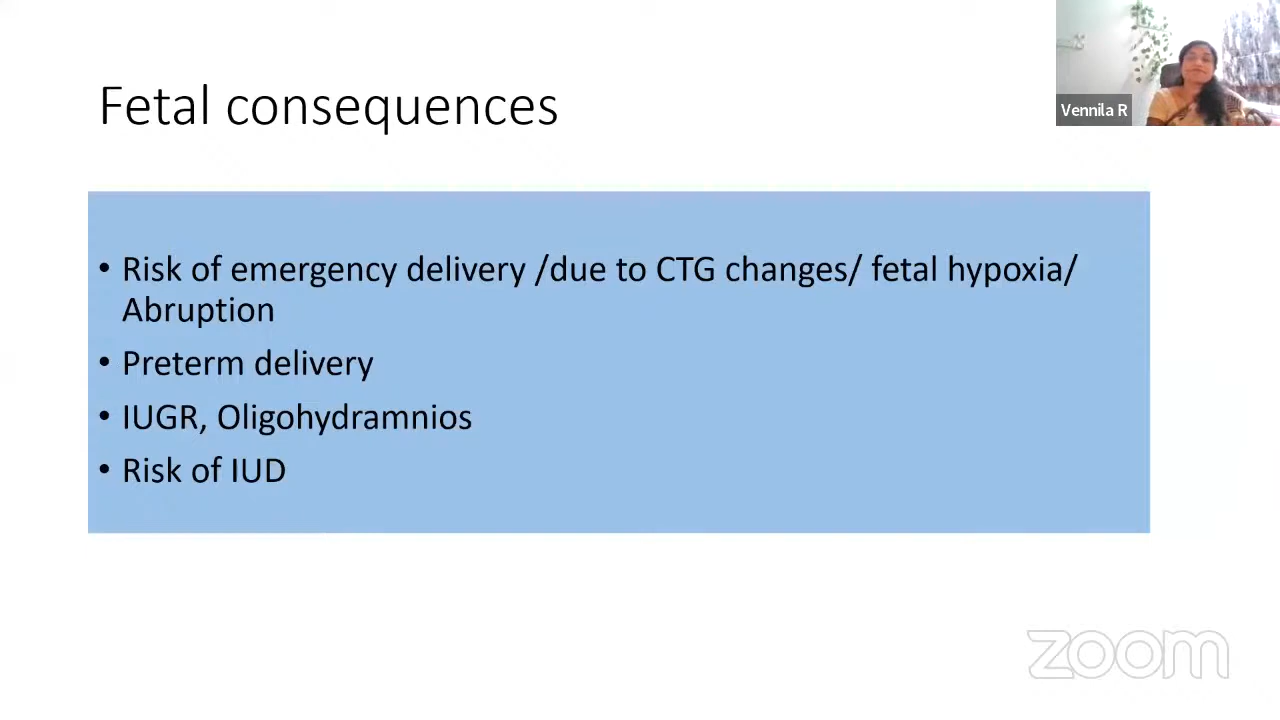 Fetal consequences
Vennila R
• Risk of emergency delivery /due to CTG changes/ fetal hypoxia/
Abruption
• Preterm delivery
• IUGR, Oligohydramnios
• Risk of IUD
zoom